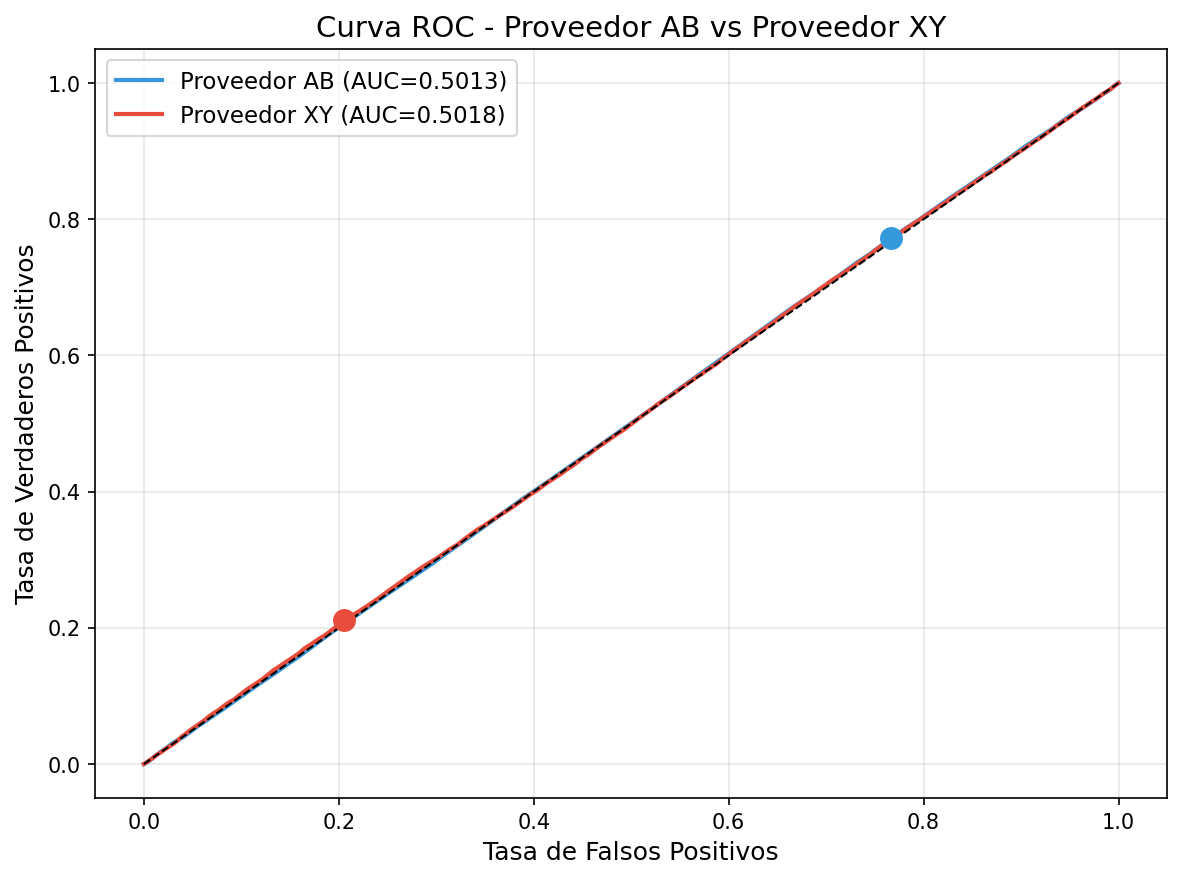 Curva ROC - Proveedor AB vs Proveedor XY
Proveedor AB (AUC=0.5013)
Proveedor XY (AUC=0.5018)
Tasa de Verdaderos Positivos
1.0
0.8
0.6
0.4
0.2
0.0
0.0 0.2 0.4 0.6 0.8 1.0
Tasa de Falsos Positivos